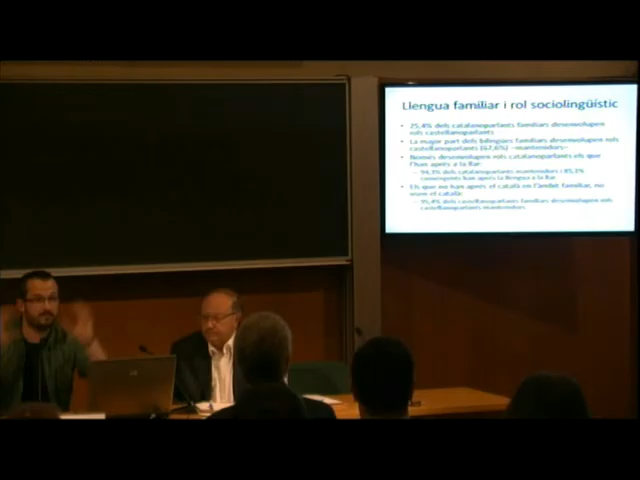 Llengua familiar i rol sociolingüístic
• 25,4% dels catalanoparlants familiars desenvolupen
rols castellanoparlants
• La major part dels bilingües familiars desenvolupen rols
castellanoparlants (67,6%) –mantenidors–
• Només desenvolupen rols catalanoparlants els que
l'han après a la llar
– 94,3% dels catalanoparlants mantenidors i 85,3%
convergents han après la llengua a la llar
• Els que no han après el català en l'àmbit familiar, no
usen el català:
– 95,4% dels castellanoparlants familiars desenvolupen rols
castellanoparlants mantenidors